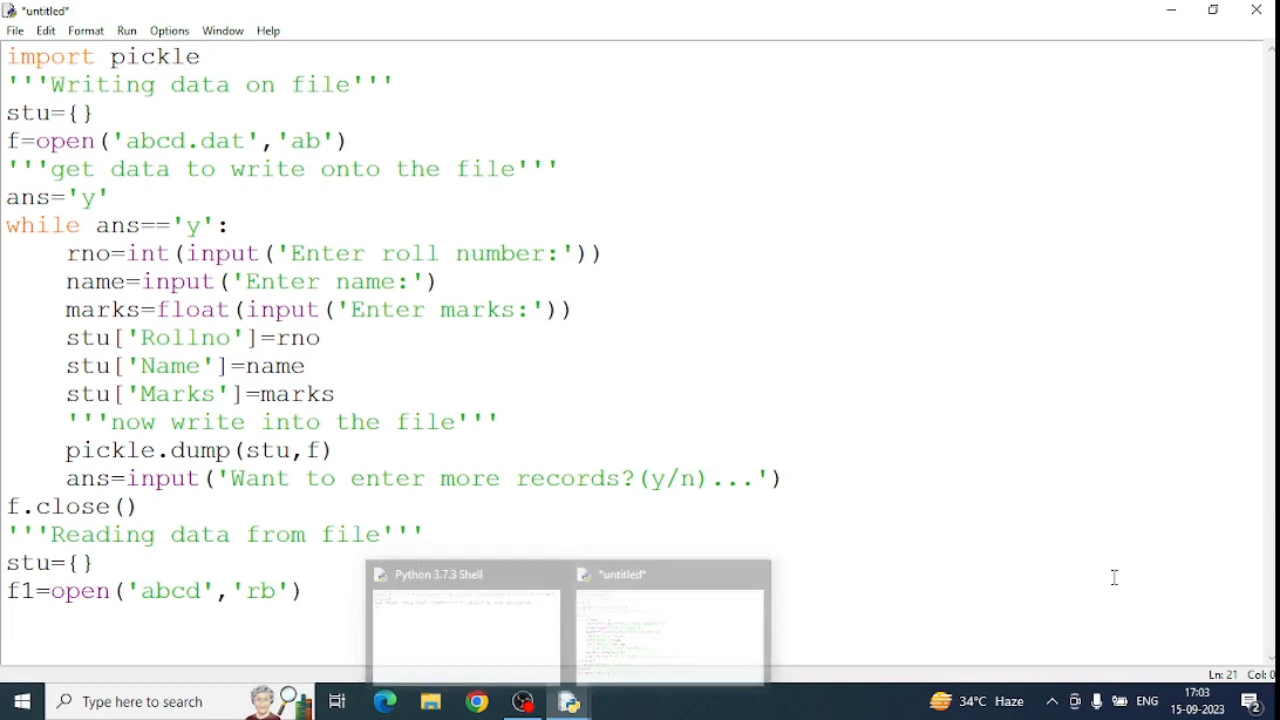 *untitled*
File Edit Format Run Options Window Help
import pickle
'''Writing data on file'''
stu={}
f=open('abcd.dat','ab')
'''get data to write onto the file'''
ans='y'
while ans=='y':
    rno=int(input('Enter roll number:'))
    name=input('Enter name:')
    marks=float(input('Enter marks:'))
    stu['Rollno']=rno
    stu['Name']=name
    stu['Marks']=marks
    '''now write into the file'''
    pickle.dump(stu,f)
    ans=input('Want to enter more records?(y/n)...')
f.close()
'''Reading data from file'''
stu={}
f1=open('abcd','rb')
Python 3.7.3 Shell
*untitled*
Ln: 21 Col: 0
Type here to search
34°C Haze
ENG
17:03
15-09-2023
2